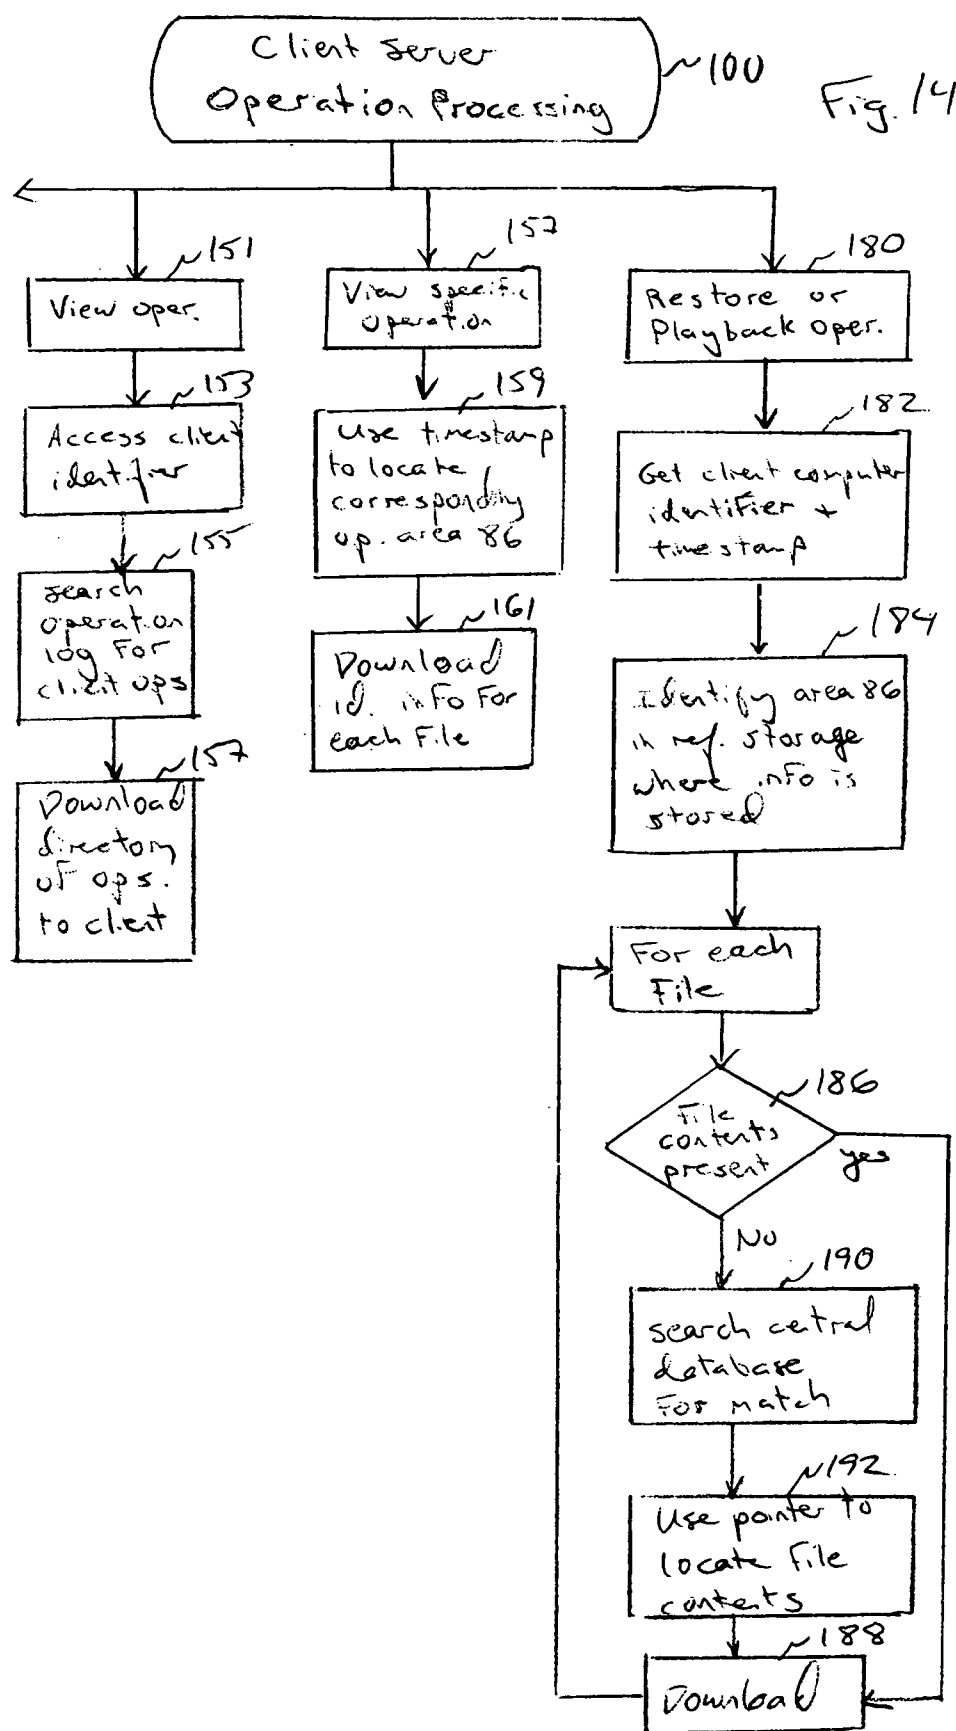 Client Server
Operation Processing
100
Fig. 14
151
View oper.
153
Access client
identifier
155
search
operation
log For
client ops
157
Download
directory
of ops.
to client
157
View specific
operation
159
Use timestamp
to locate
corresponding
op. area 86
161
Download
id. info For
each File
180
Restore or
Playback Oper.
182
Get client computer
identifier +
timestamp
184
Identify area 86
in ref. storage
where info is
stored
For each
File
186
File
contents
present
yes
No
190
search central
database
For match
192
Use pointer to
locate File
contents
188
Download